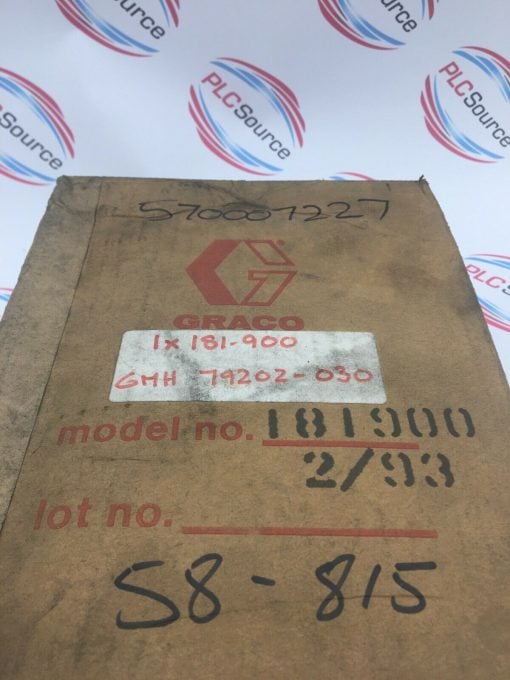 PLCSource
PLCSource
PLCSource
PLCSource
PLCSource
570007227
GRACO
1x 181-900
GMH 79202-030
model no. 181900
2/93
lot no.
S8-815